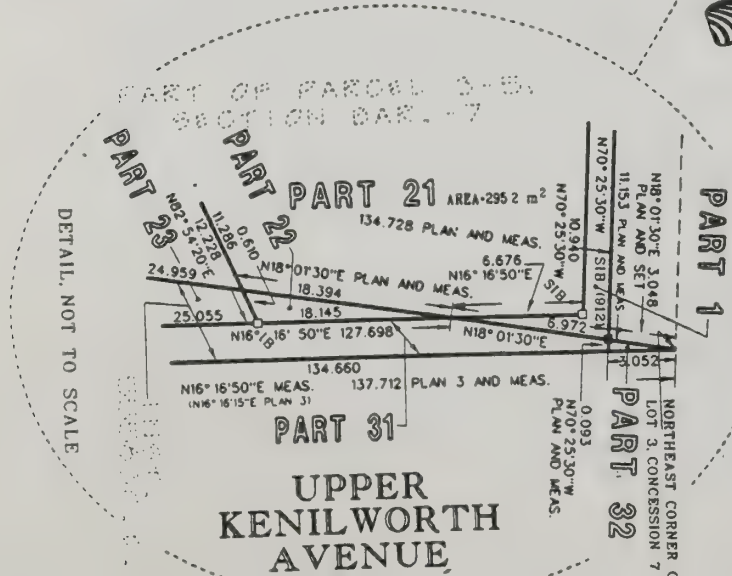 PART OF PARCEL 3-5,
SECTION BAR.-7
PART 23
PART 22
PART 21 AREA·295 2 m²
134.728 PLAN AND MEAS.
N82° 54'20"E
12.228
11.286
0.610
N18° 01'30"E PLAN AND MEAS.
6.676
N16° 16'50"E
N70° 25'30"W
10.940
SIB
N70° 25'30"W
SIB (1912)
11.153 PLAN AND MEAS
N18° 01'30"E 3.048
PLAN AND SET
PART 1
24.959
18.394
25.055
18.145
N16° 16' 50"E 127.698
IB
N18° 01'30"E
6.972
3.052
134.660
N16° 16'50"E MEAS.
(N16° 16'15"E PLAN 3)
137.712 PLAN 3 AND MEAS.
PART 31
0.093
N70° 25'30"W
PLAN AND MEAS.
PART 32
NORTHEAST CORNER
LOT 3, CONCESSION 7
DETAIL, NOT TO SCALE
UPPER
KENILWORTH
AVENUE